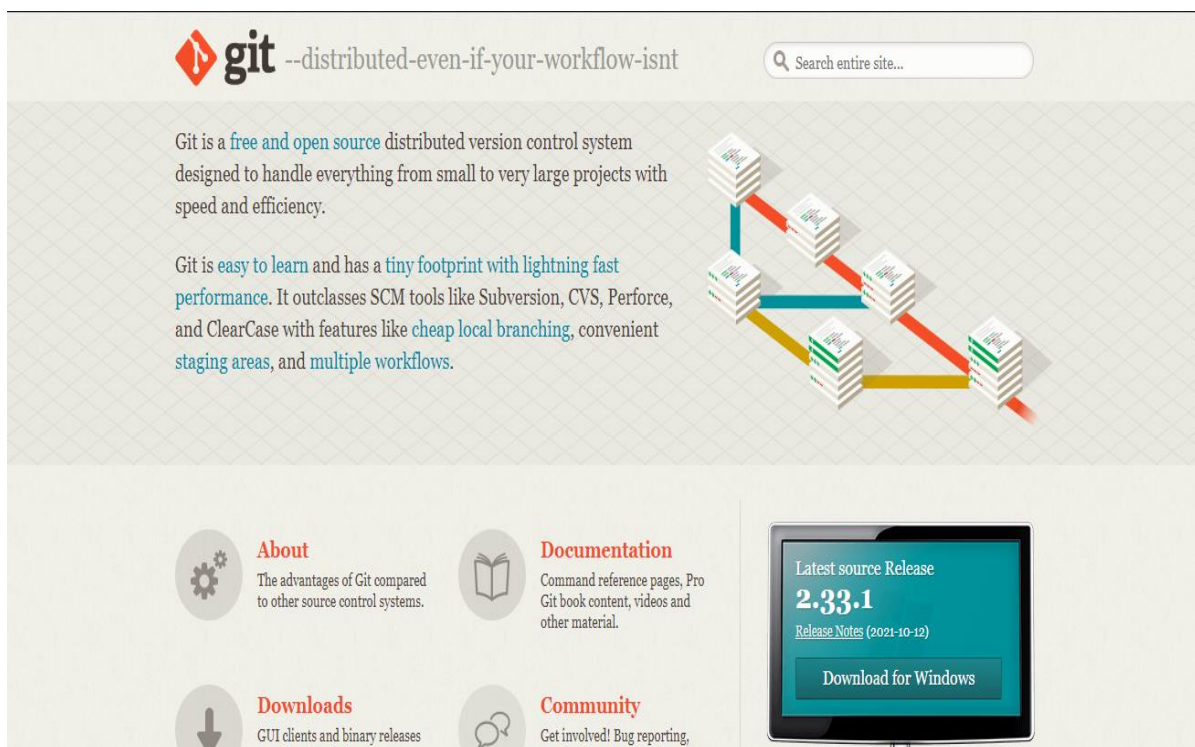 git --distributed-even-if-your-workflow-isnt
Search entire site...
Git is a free and open source distributed version control system
designed to handle everything from small to very large projects with
speed and efficiency.
Git is easy to learn and has a tiny footprint with lightning fast
performance. It outclasses SCM tools like Subversion, CVS, Perforce,
and ClearCase with features like cheap local branching, convenient
staging areas, and multiple workflows.
About
The advantages of Git compared
to other source control systems.
Documentation
Command reference pages, Pro
Git book content, videos and
other material.
Downloads
GUI clients and binary releases
Community
Get involved! Bug reporting,
Latest source Release
2.33.1
Release Notes (2021-10-12)
Download for Windows